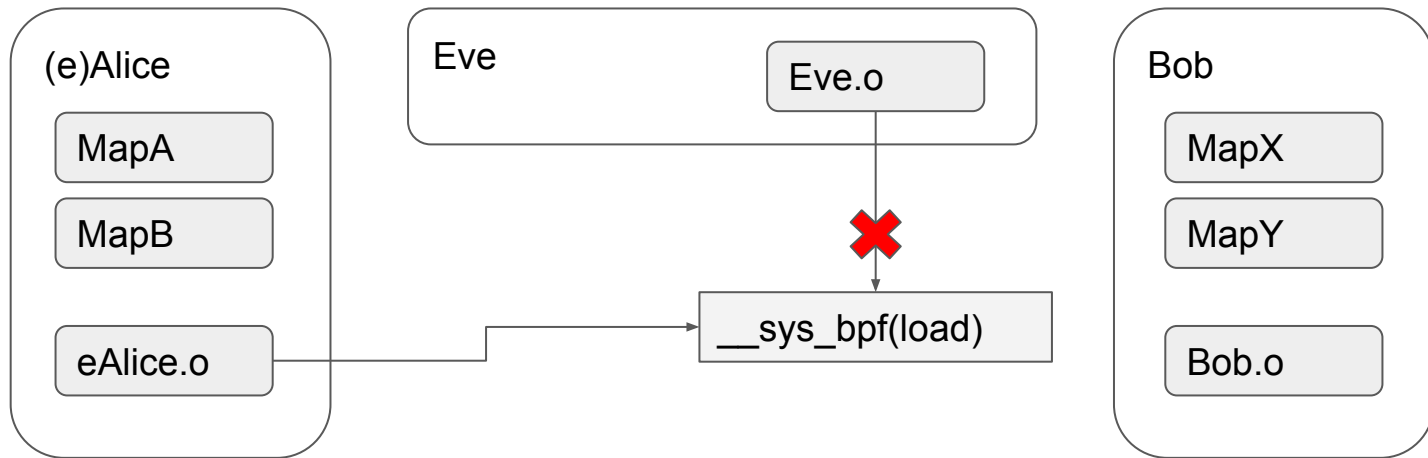 (e)Alice
MapA
MapB
eAlice.o
Eve
Eve.o
__sys_bpf(load)
Bob
MapX
MapY
Bob.o